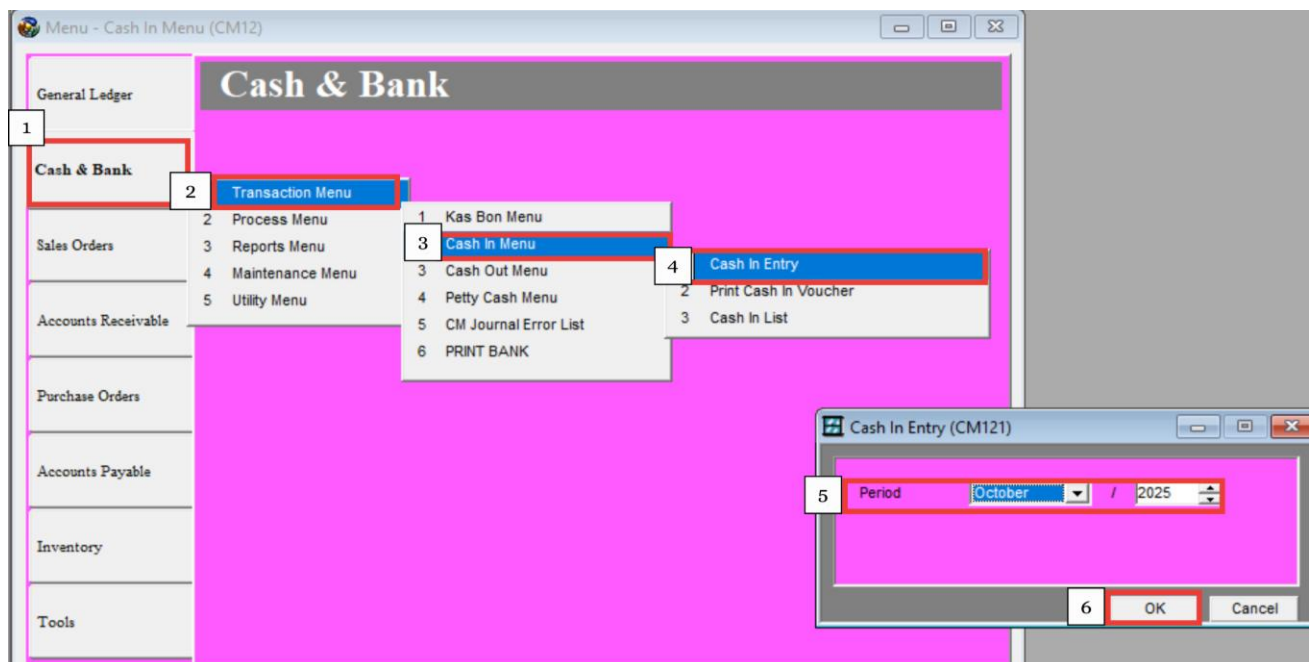 Menu - Cash In Menu (CM12)
Cash & Bank
General Ledger
1
Cash & Bank
Sales Orders
Accounts Receivable
Purchase Orders
Accounts Payable
Inventory
Tools
2 Transaction Menu
2 Process Menu
3 Reports Menu
4 Maintenance Menu
5 Utility Menu
1 Kas Bon Menu
3 Cash In Menu
3 Cash Out Menu
4 Petty Cash Menu
5 CM Journal Error List
6 PRINT BANK
4 Cash In Entry
2 Print Cash In Voucher
3 Cash In List
Cash In Entry (CM121)
5 Period October / 2025
6 OK Cancel